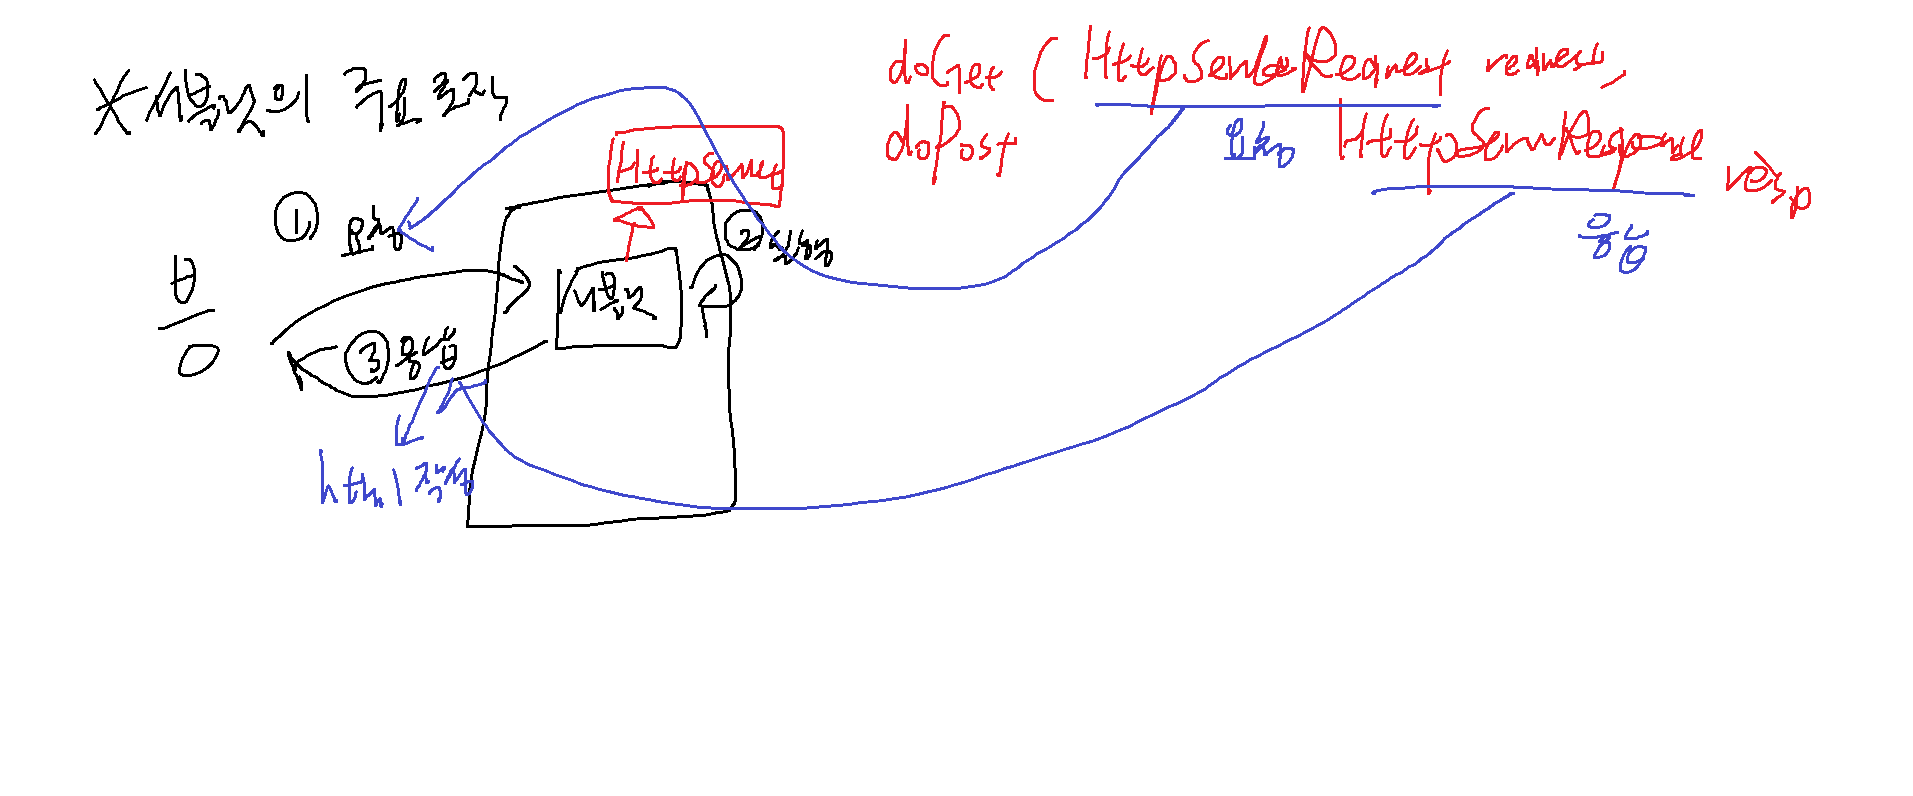 *서블릿의 주요로직
doGet ( HttpServletRequest request,
doPost
요청
HttpServletResponse resp
응답
HttpServlet
① 요청
② 실행
브
서블릿
③ 응답
html 작성